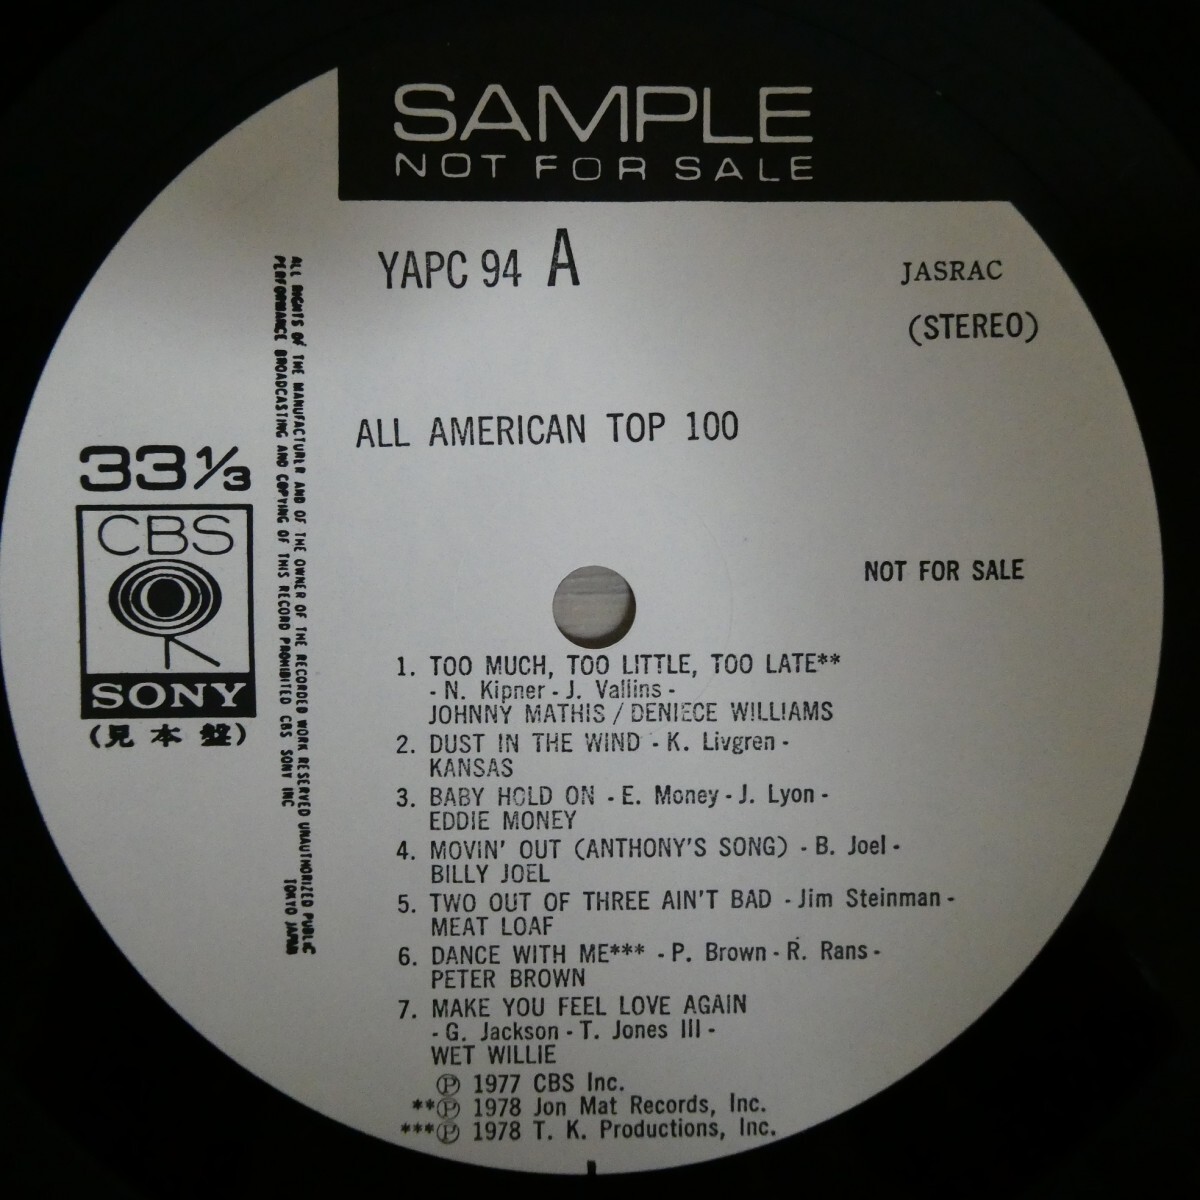 SAMPLE
NOT FOR SALE
YAPC 94 A
JASRAC
(STEREO)
ALL AMERICAN TOP 100
33 1/3
CBS
SONY
(見本盤)
ALL RIGHTS OF THE MANUFACTURER AND OF THE OWNER OF THE RECORDED WORK RESERVED UNAUTHORIZED PUBLIC
PERFORMANCE BROADCASTING AND COPYING OF THIS RECORD PROHIBITED CBS SONY INC TOKYO JAPAN
NOT FOR SALE
1. TOO MUCH, TOO LITTLE, TOO LATE**
- N. Kipner - J. Vallins -
JOHNNY MATHIS / DENIECE WILLIAMS
2. DUST IN THE WIND - K. Livgren -
KANSAS
3. BABY HOLD ON - E. Money - J. Lyon -
EDDIE MONEY
4. MOVIN' OUT (ANTHONY'S SONG) - B. Joel -
BILLY JOEL
5. TWO OUT OF THREE AIN'T BAD - Jim Steinman -
MEAT LOAF
6. DANCE WITH ME*** - P. Brown - R. Rans -
PETER BROWN
7. MAKE YOU FEEL LOVE AGAIN
- G. Jackson - T. Jones III -
WET WILLIE
Ⓟ 1977 CBS Inc.
**Ⓟ 1978 Jon Mat Records, Inc.
***Ⓟ 1978 T. K. Productions, Inc.